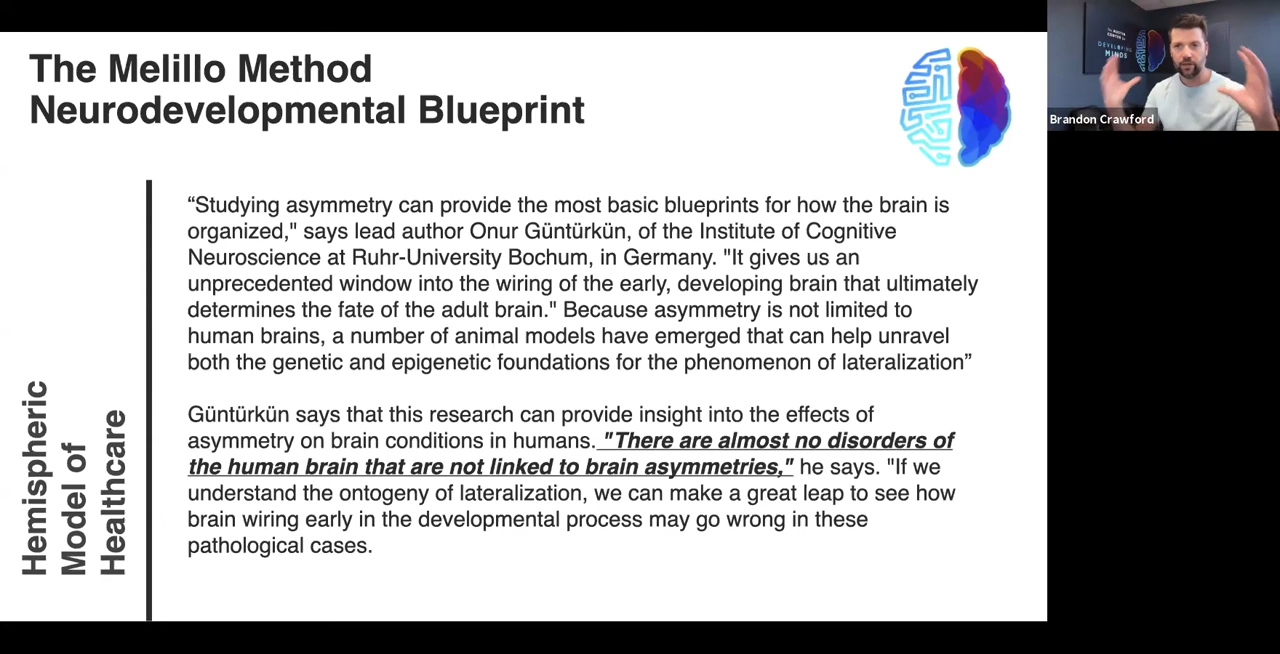 The Melillo Method
Neurodevelopmental Blueprint
“Studying asymmetry can provide the most basic blueprints for how the brain is
organized," says lead author Onur Güntürkün, of the Institute of Cognitive
Neuroscience at Ruhr-University Bochum, in Germany. "It gives us an
unprecedented window into the wiring of the early, developing brain that ultimately
determines the fate of the adult brain." Because asymmetry is not limited to
human brains, a number of animal models have emerged that can help unravel
both the genetic and epigenetic foundations for the phenomenon of lateralization”
Güntürkün says that this research can provide insight into the effects of
asymmetry on brain conditions in humans. "There are almost no disorders of
the human brain that are not linked to brain asymmetries," he says. "If we
understand the ontogeny of lateralization, we can make a great leap to see how
brain wiring early in the developmental process may go wrong in these
pathological cases.
Hemispheric
Model of
Healthcare
DEVELOPING
MINDS
Brandon Crawford